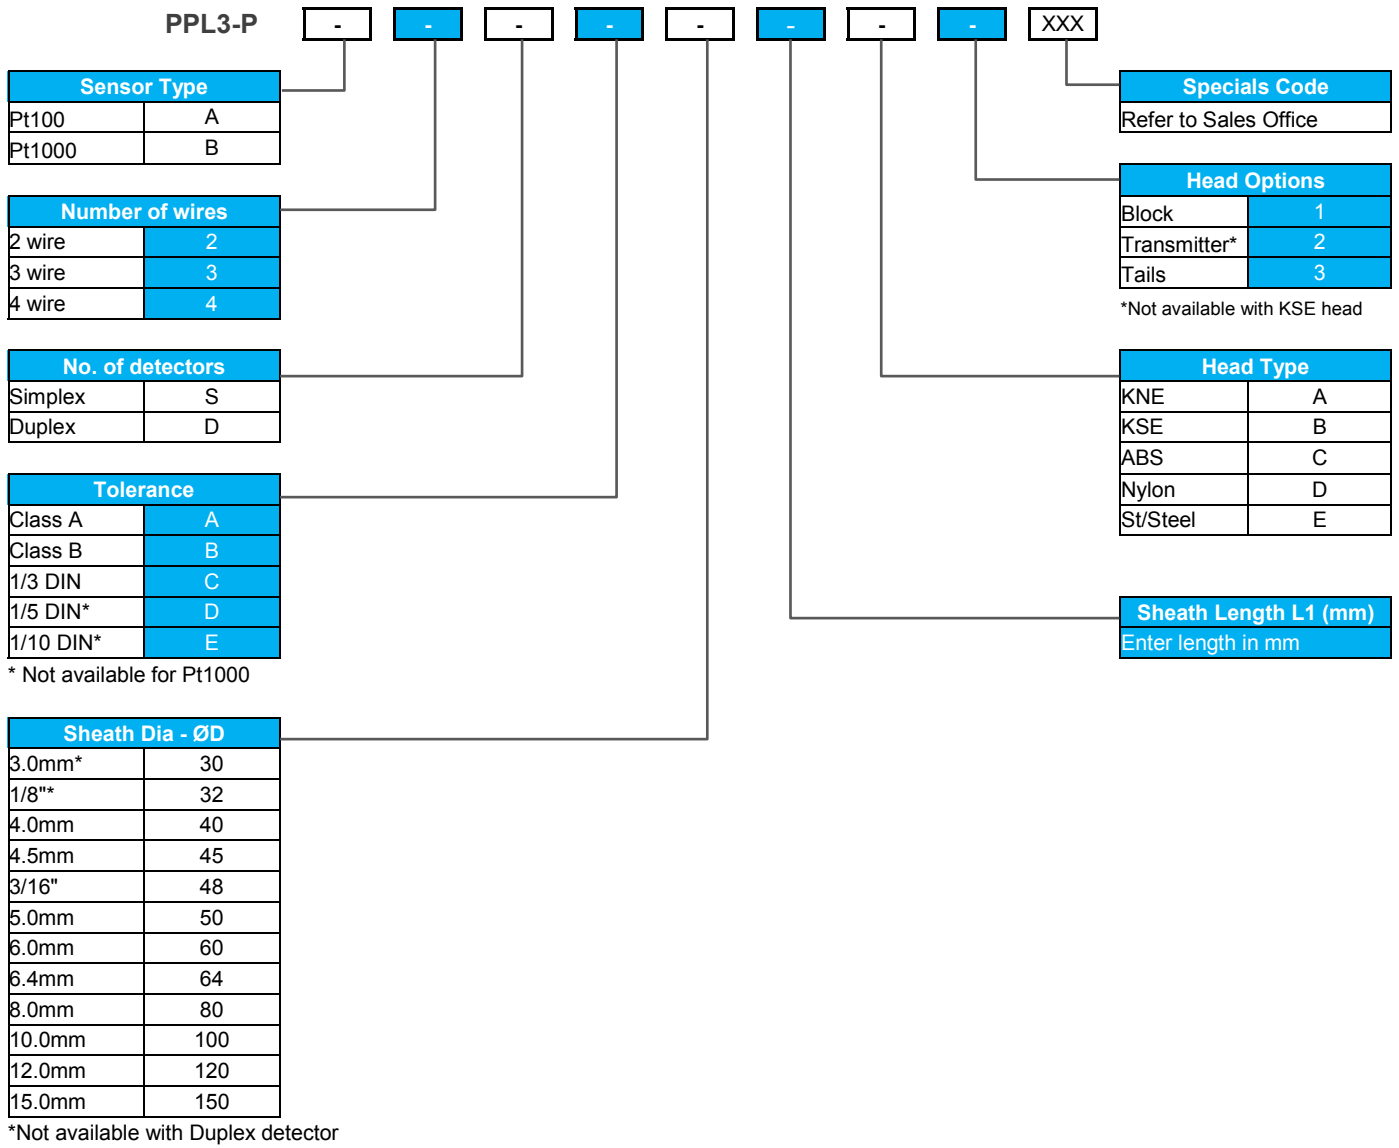 PPL3-P - - - - - - - - XXX
Sensor Type
Pt100 A
Pt1000 B
Number of wires
2 wire 2
3 wire 3
4 wire 4
No. of detectors
Simplex S
Duplex D
Tolerance
Class A A
Class B B
1/3 DIN C
1/5 DIN* D
1/10 DIN* E
* Not available for Pt1000
Sheath Dia - ØD
3.0mm* 30
1/8"* 32
4.0mm 40
4.5mm 45
3/16" 48
5.0mm 50
6.0mm 60
6.4mm 64
8.0mm 80
10.0mm 100
12.0mm 120
15.0mm 150
*Not available with Duplex detector
Specials Code
Refer to Sales Office
Head Options
Block 1
Transmitter* 2
Tails 3
*Not available with KSE head
Head Type
KNE A
KSE B
ABS C
Nylon D
St/Steel E
Sheath Length L1 (mm)
Enter length in mm